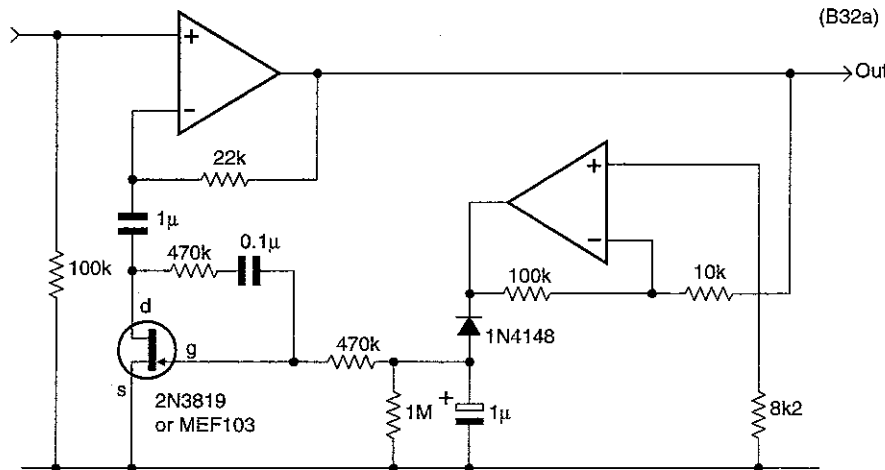 (B32a)
+
Out
−
22k
+
1µ
0.1µ
470k
−
100k
100k
10k
d
1N4148
g
470k
s
+
2N3819
or MEF103
1M
1µ
8k2